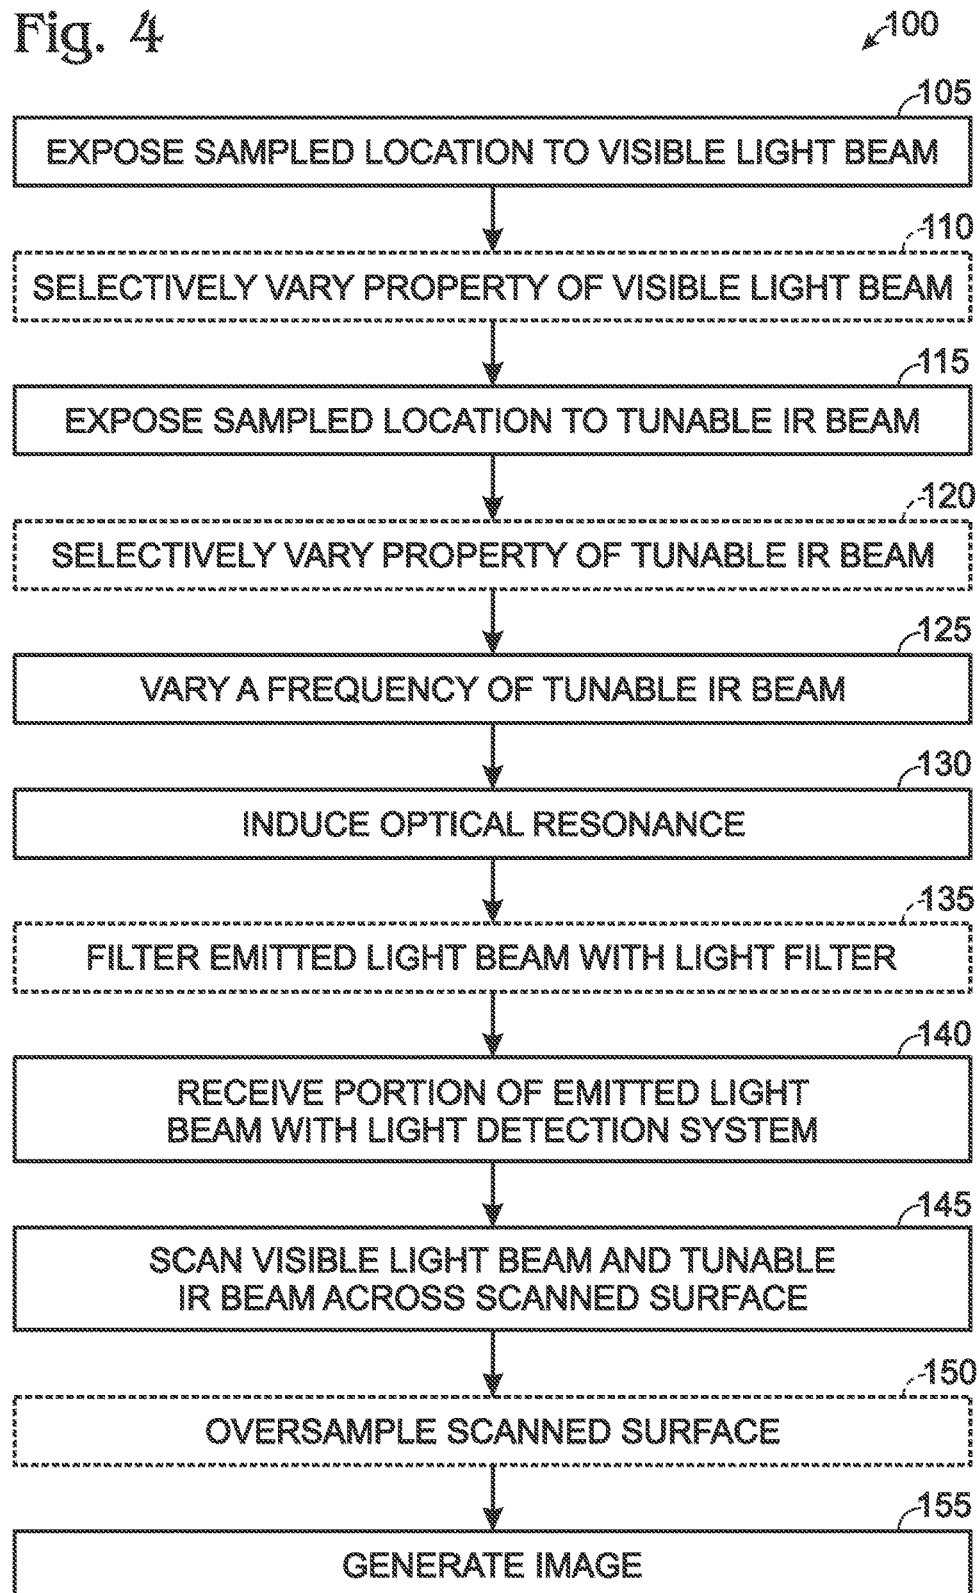 Fig. 4
100
105
EXPOSE SAMPLED LOCATION TO VISIBLE LIGHT BEAM
110
SELECTIVELY VARY PROPERTY OF VISIBLE LIGHT BEAM
115
EXPOSE SAMPLED LOCATION TO TUNABLE IR BEAM
120
SELECTIVELY VARY PROPERTY OF TUNABLE IR BEAM
125
VARY A FREQUENCY OF TUNABLE IR BEAM
130
INDUCE OPTICAL RESONANCE
135
FILTER EMITTED LIGHT BEAM WITH LIGHT FILTER
140
RECEIVE PORTION OF EMITTED LIGHT
BEAM WITH LIGHT DETECTION SYSTEM
145
SCAN VISIBLE LIGHT BEAM AND TUNABLE
IR BEAM ACROSS SCANNED SURFACE
150
OVERSAMPLE SCANNED SURFACE
155
GENERATE IMAGE